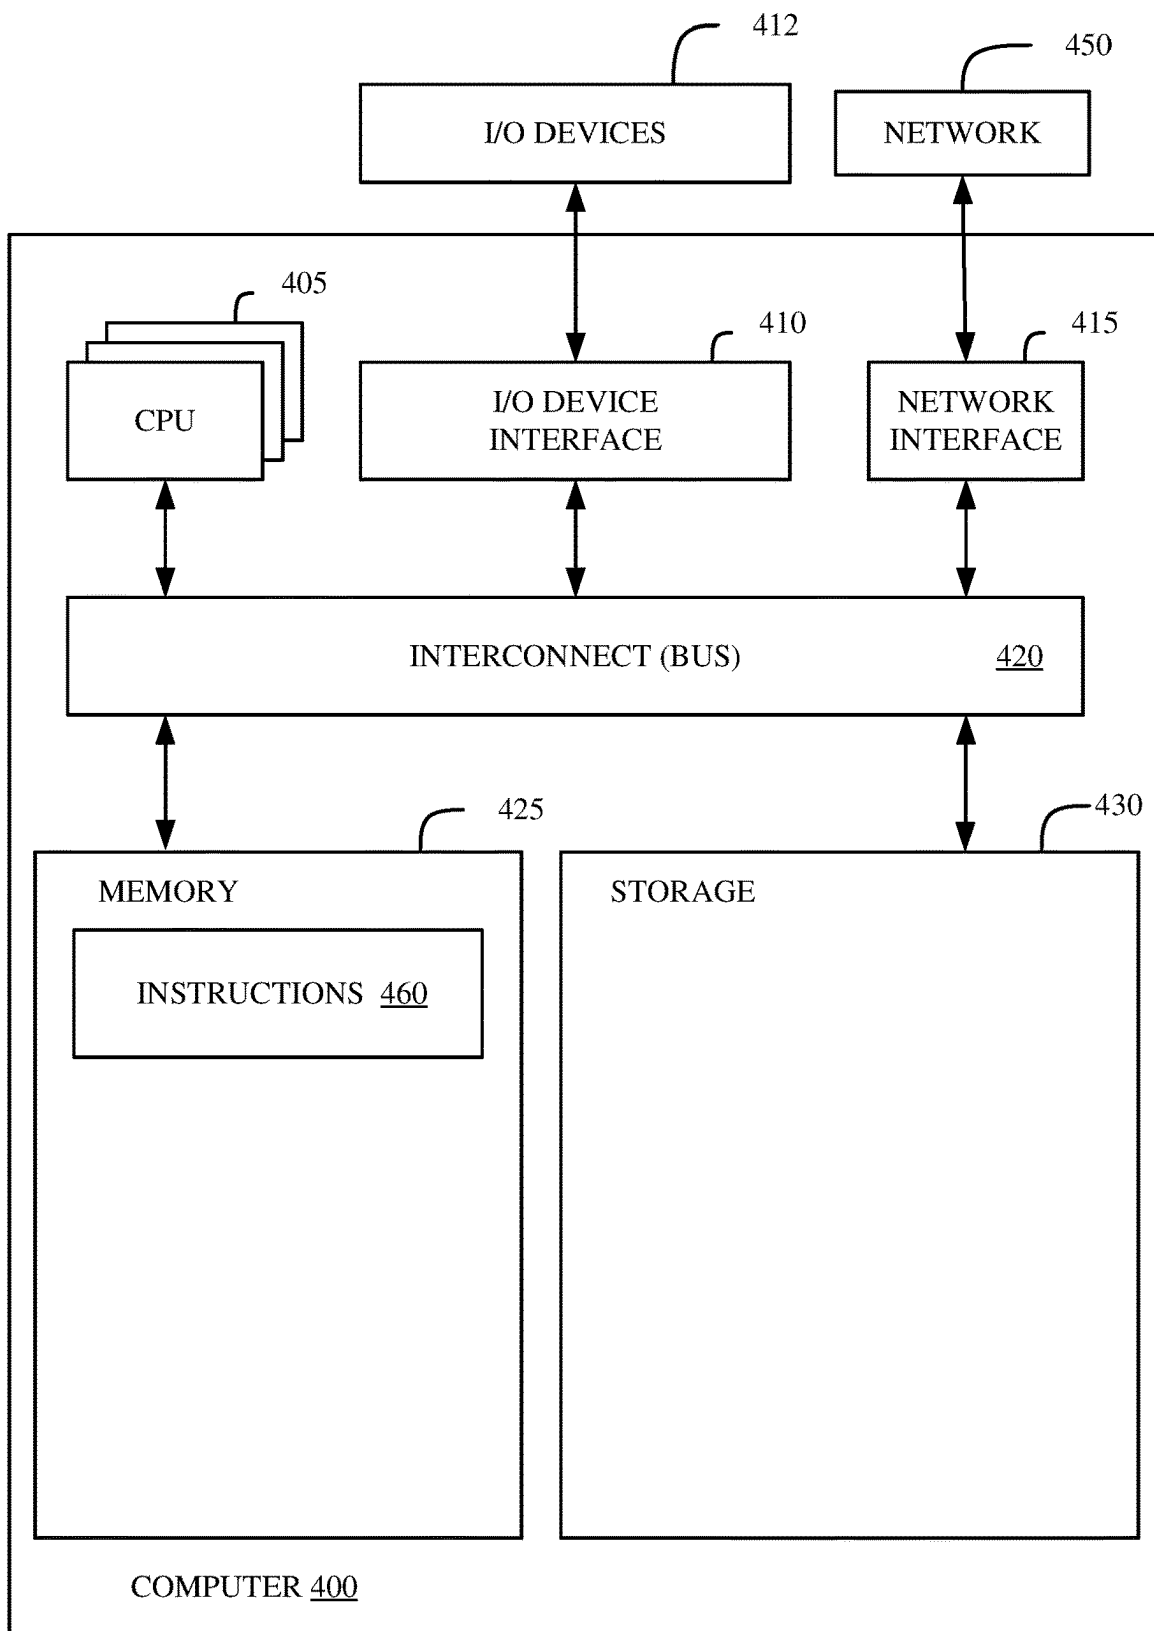 412
450
I/O DEVICES
NETWORK
405
410
415
CPU
I/O DEVICE
INTERFACE
NETWORK
INTERFACE
INTERCONNECT (BUS) 420
425
430
MEMORY
STORAGE
INSTRUCTIONS 460
COMPUTER 400